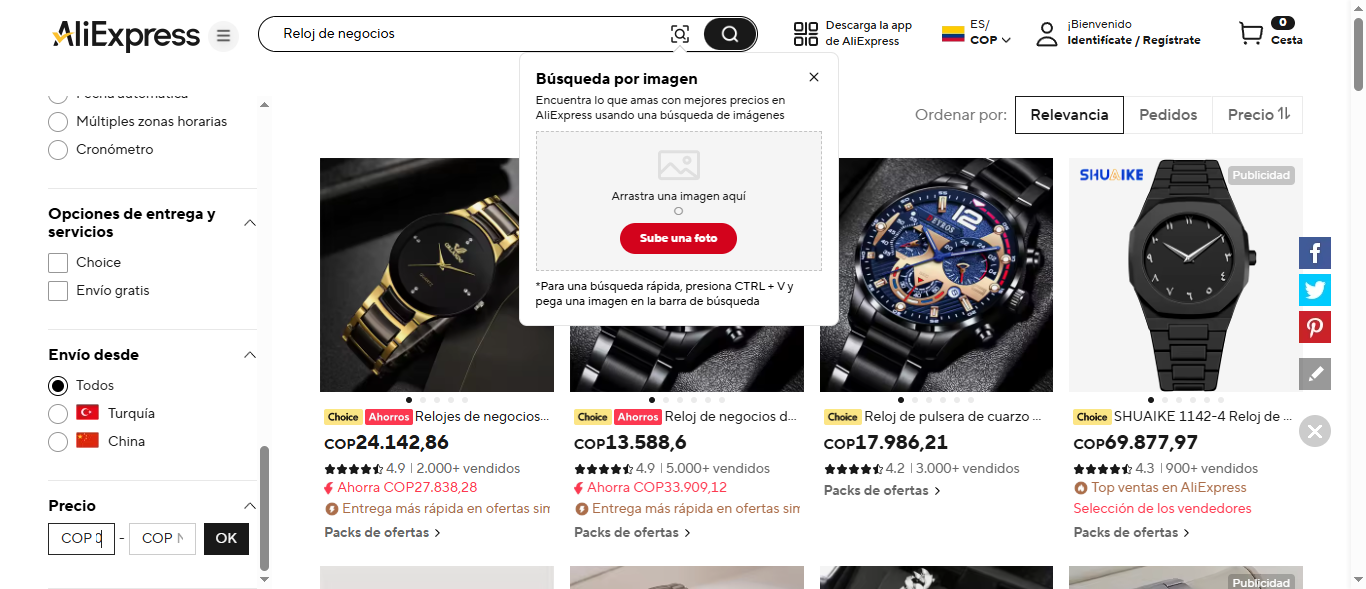 AliExpress
Reloj de negocios
Descarga la app
de AliExpress
ES/
COP
¡Bienvenido
Identifícate / Regístrate
0
Cesta
Búsqueda por imagen
Encuentra lo que amas con mejores precios en
AliExpress usando una búsqueda de imágenes
Arrastra una imagen aquí
O
Sube una foto
*Para una búsqueda rápida, presiona CTRL + V y
pega una imagen en la barra de búsqueda
Ordenar por:
Relevancia
Pedidos
Precio
Fecha automática
Múltiples zonas horarias
Cronómetro
Opciones de entrega y
servicios
Choice
Envío gratis
Envío desde
Todos
Turquía
China
Precio
COP
-
COP
OK
Choice Ahorros Relojes de negocios...
COP24.142,86
4.9 | 2.000+ vendidos
Ahorra COP27.838,28
Entrega más rápida en ofertas sim
Packs de ofertas >
Choice Ahorros Reloj de negocios d...
COP13.588,6
4.9 | 5.000+ vendidos
Ahorra COP33.909,12
Entrega más rápida en ofertas sim
Packs de ofertas >
Choice Reloj de pulsera de cuarzo ...
COP17.986,21
4.2 | 3.000+ vendidos
Packs de ofertas >
SHUAIKE
Publicidad
Choice SHUAIKE 1142-4 Reloj de ...
COP69.877,97
4.3 | 900+ vendidos
Top ventas en AliExpress
Selección de los vendedores
Packs de ofertas >
Publicidad